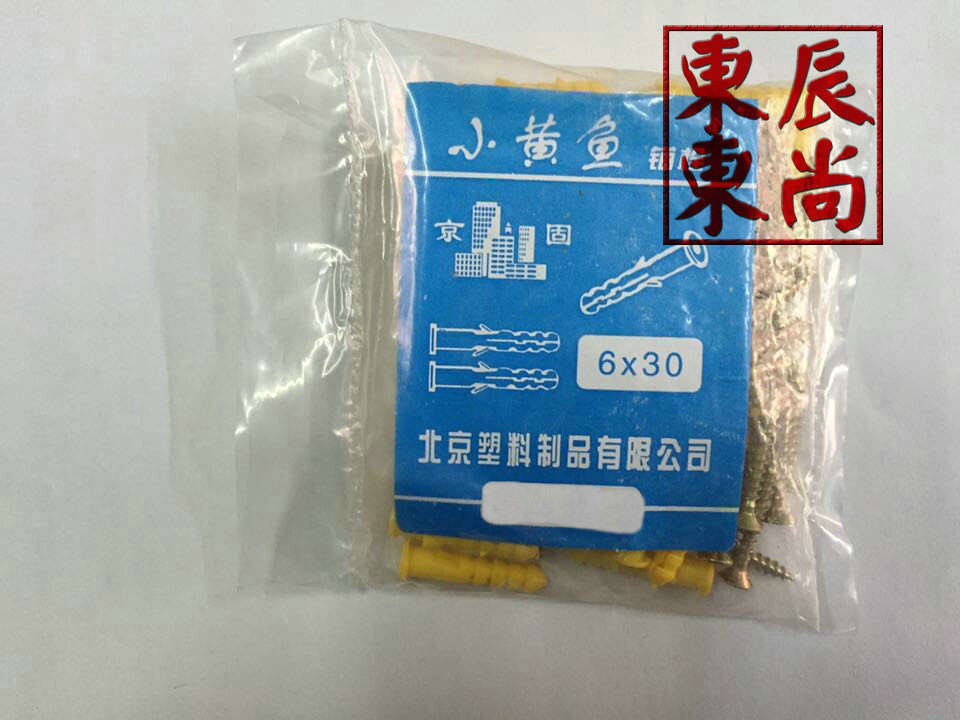 東辰
東尚
小黄鱼
京固
6x30
北京塑料制品有限公司